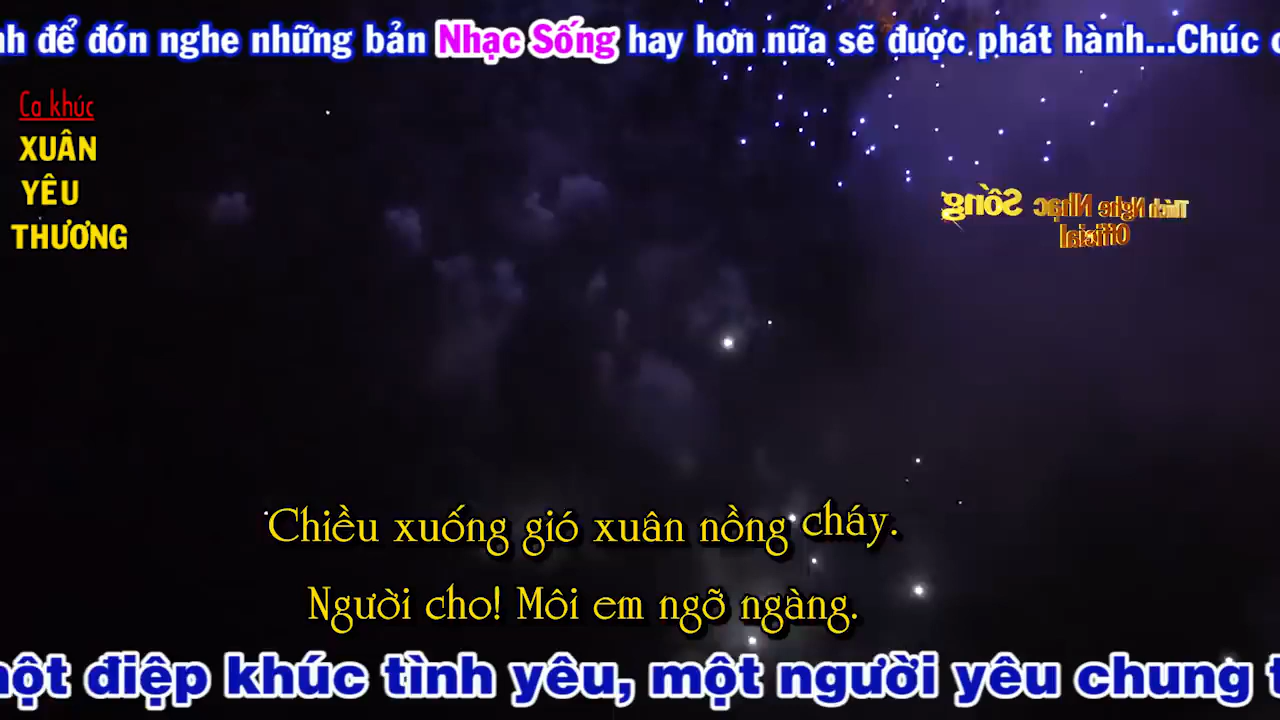 để đón nghe những bản Nhạc Sống hay hơn nữa sẽ được phát hành...Chúc
Ca khúc
XUÂN
YÊU
THƯƠNG
Thích Nghe Nhạc Sống
Official
Chiều xuống gió xuân nồng cháy.
Người cho! Môi em ngỡ ngàng.
một điệp khúc tình yêu, một người yêu chung